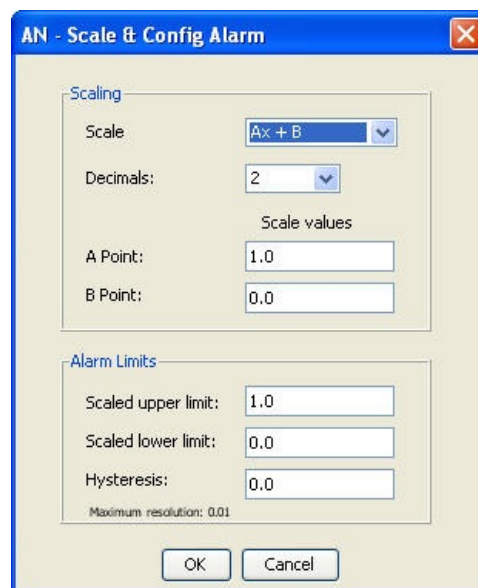 AN - Scale & Config Alarm
Scaling
Scale Ax + B
Decimals: 2
Scale values
A Point: 1.0
B Point: 0.0
Alarm Limits
Scaled upper limit: 1.0
Scaled lower limit: 0.0
Hysteresis: 0.0
Maximum resolution: 0.01
OK Cancel